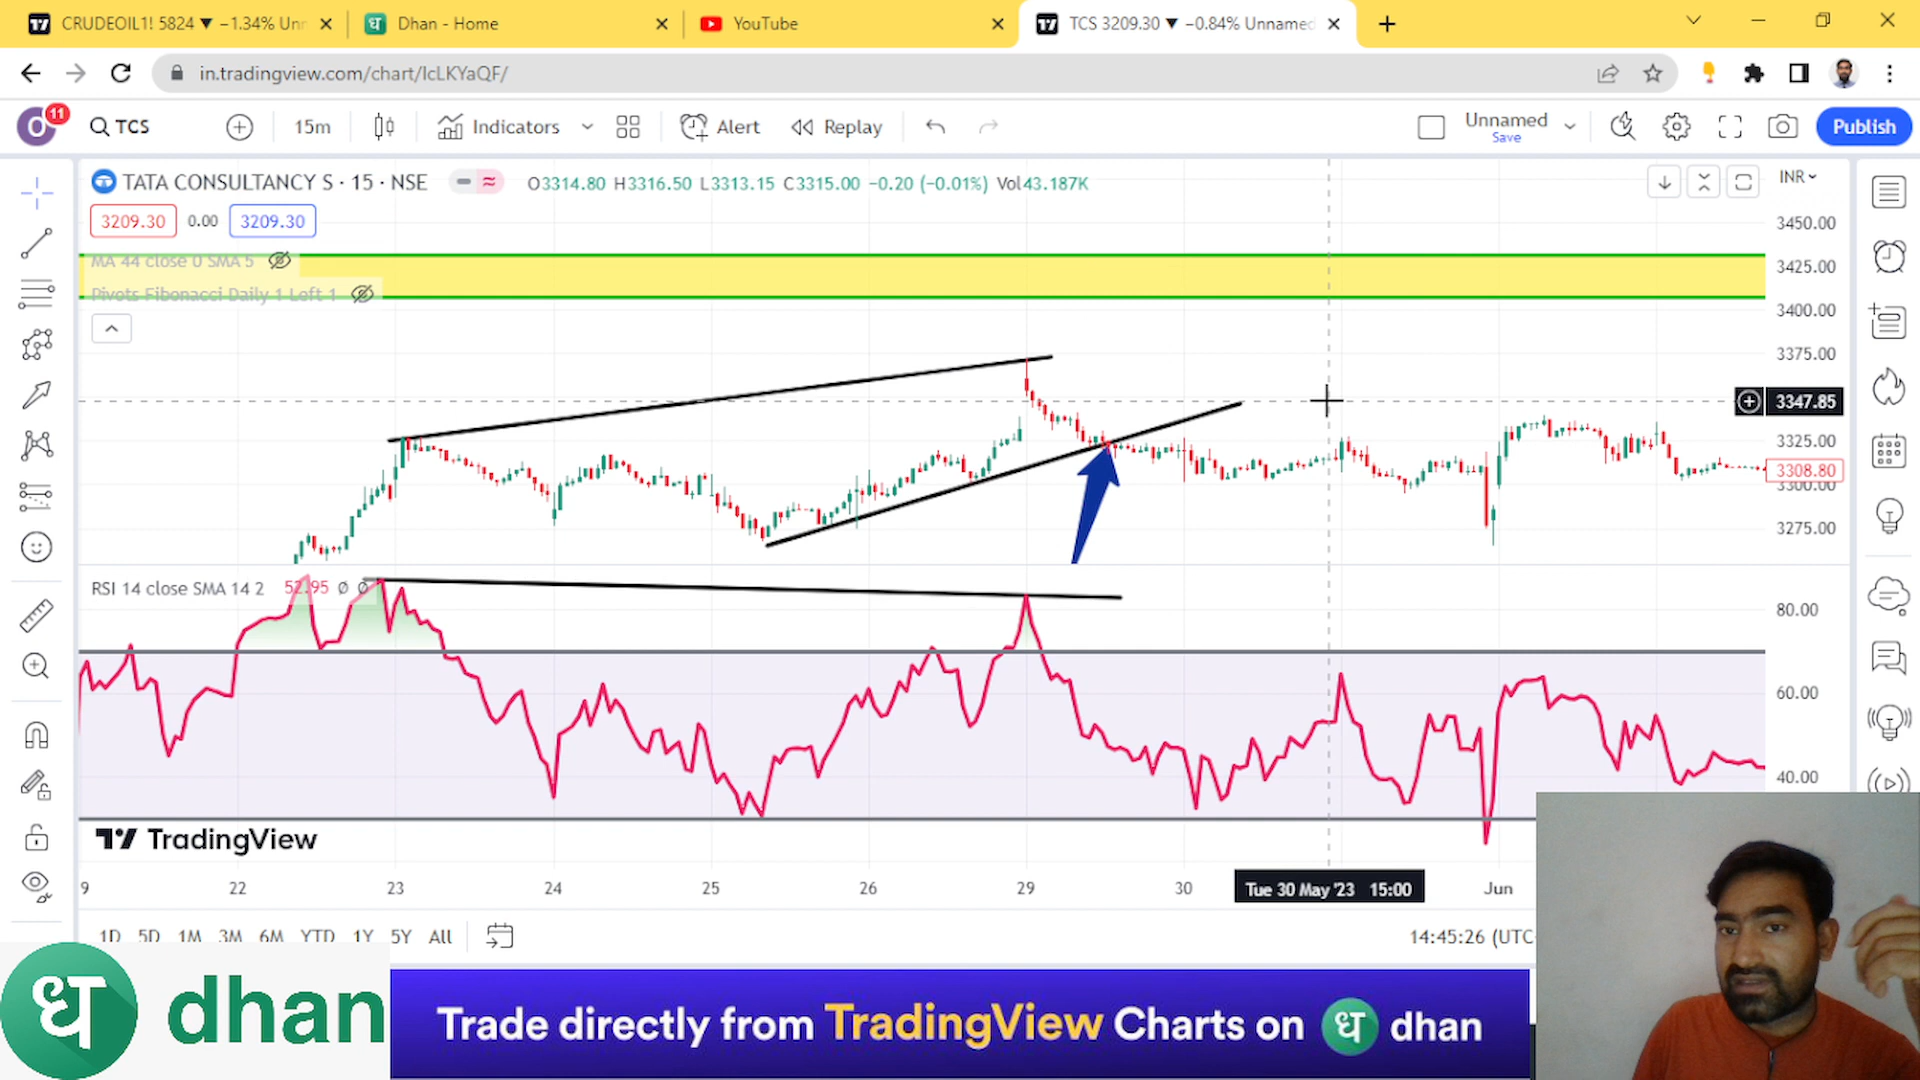 CRUDEOIL1! 5824 ▼ −1.34% Unn
Dhan - Home
YouTube
TCS 3209.30 ▼ −0.84% Unnamed
in.tradingview.com/chart/IcLKYaQF/
O 11
TCS
15m
Indicators
Alert
Replay
Unnamed
Save
Publish
TATA CONSULTANCY S · 15 · NSE
O3314.80 H3316.50 L3313.15 C3315.00 −0.20 (−0.01%) Vol43.187K
INR
3209.30 0.00 3209.30
MA 44 close 0 SMA 5
Pivots Fibonacci Daily 1 Left 1
3450.00
3425.00
3400.00
3375.00
3347.85
3325.00
3308.80
3300.00
3275.00
RSI 14 close SMA 14 2 52.95 Ø Ø
80.00
60.00
40.00
TradingView
9 22 23 24 25 26 29 30 Tue 30 May '23 15:00 Jun
1D 5D 1M 3M 6M YTD 1Y 5Y All
14:45:26 (UTC
ध dhan
Trade directly from TradingView Charts on ध dhan